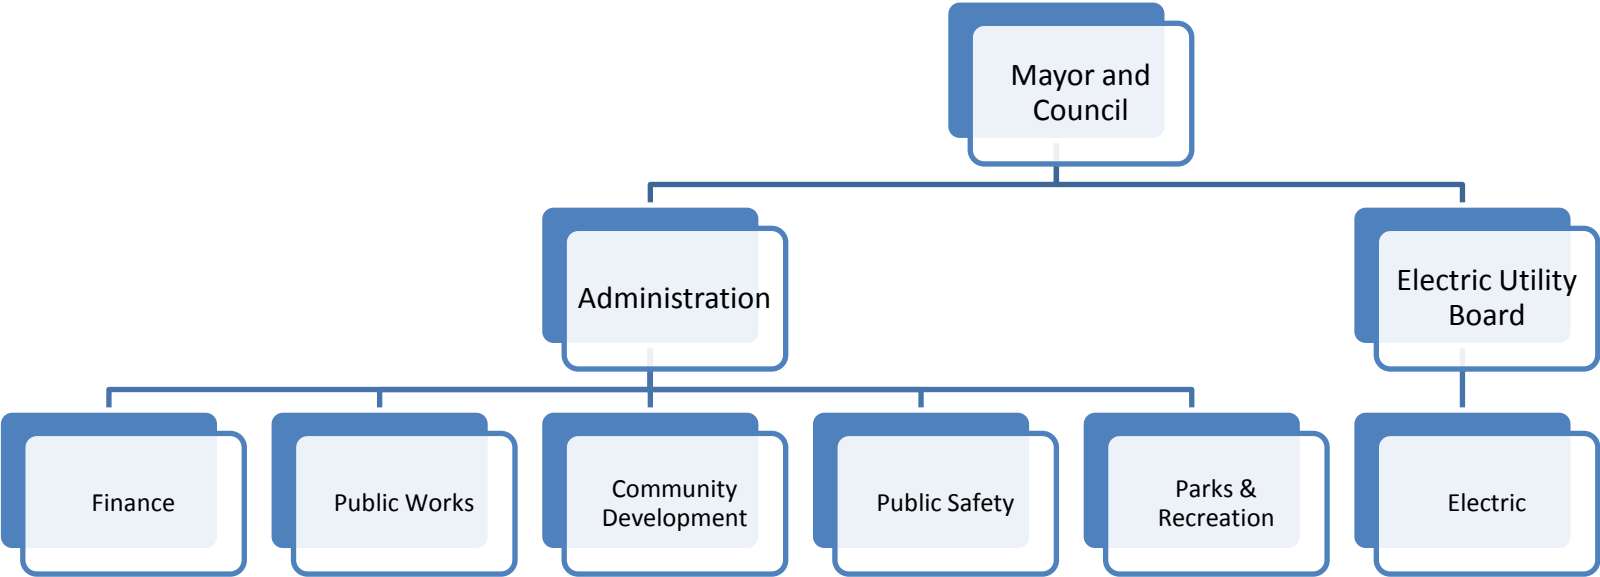 Mayor and
Council
Administration
Electric Utility
Board
Finance
Public Works
Community
Development
Public Safety
Parks &
Recreation
Electric